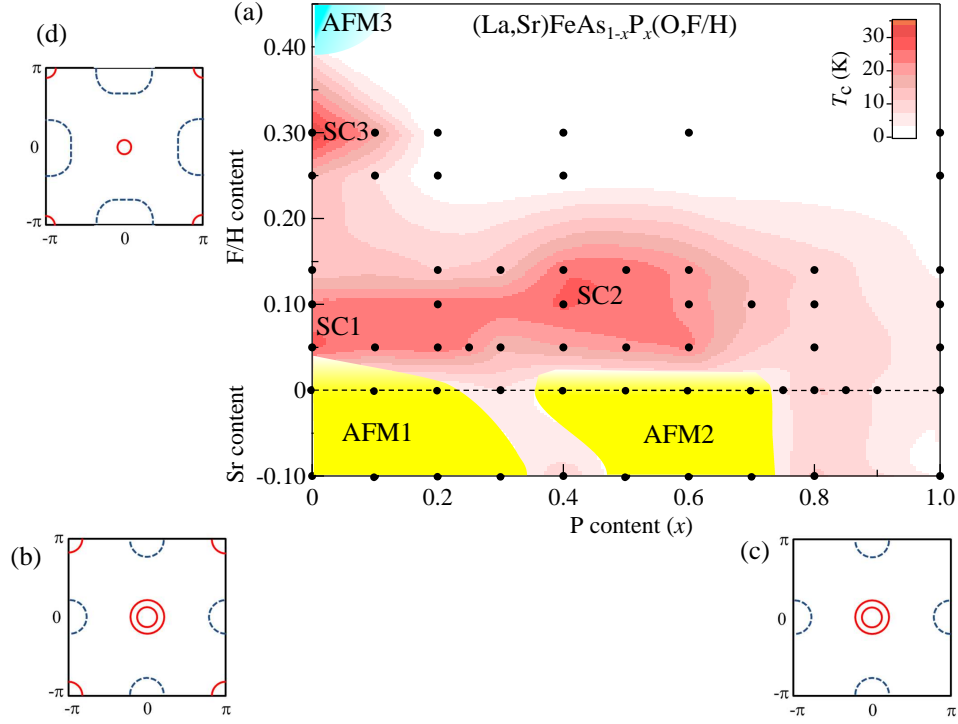 (a)
(La,Sr)FeAs1-xPx(O,F/H)
AFM3
0.40
0.30
0.20
0.10
0
-0.10
F/H content
Sr content
SC3
SC2
SC1
AFM1
AFM2
Tc (K)
30
20
10
0
0
0.2
0.4
0.6
0.8
1.0
P content (x)
(d)
π
0
-π
-π
0
π
(b)
π
0
-π
-π
0
π
(c)
π
0
-π
-π
0
π